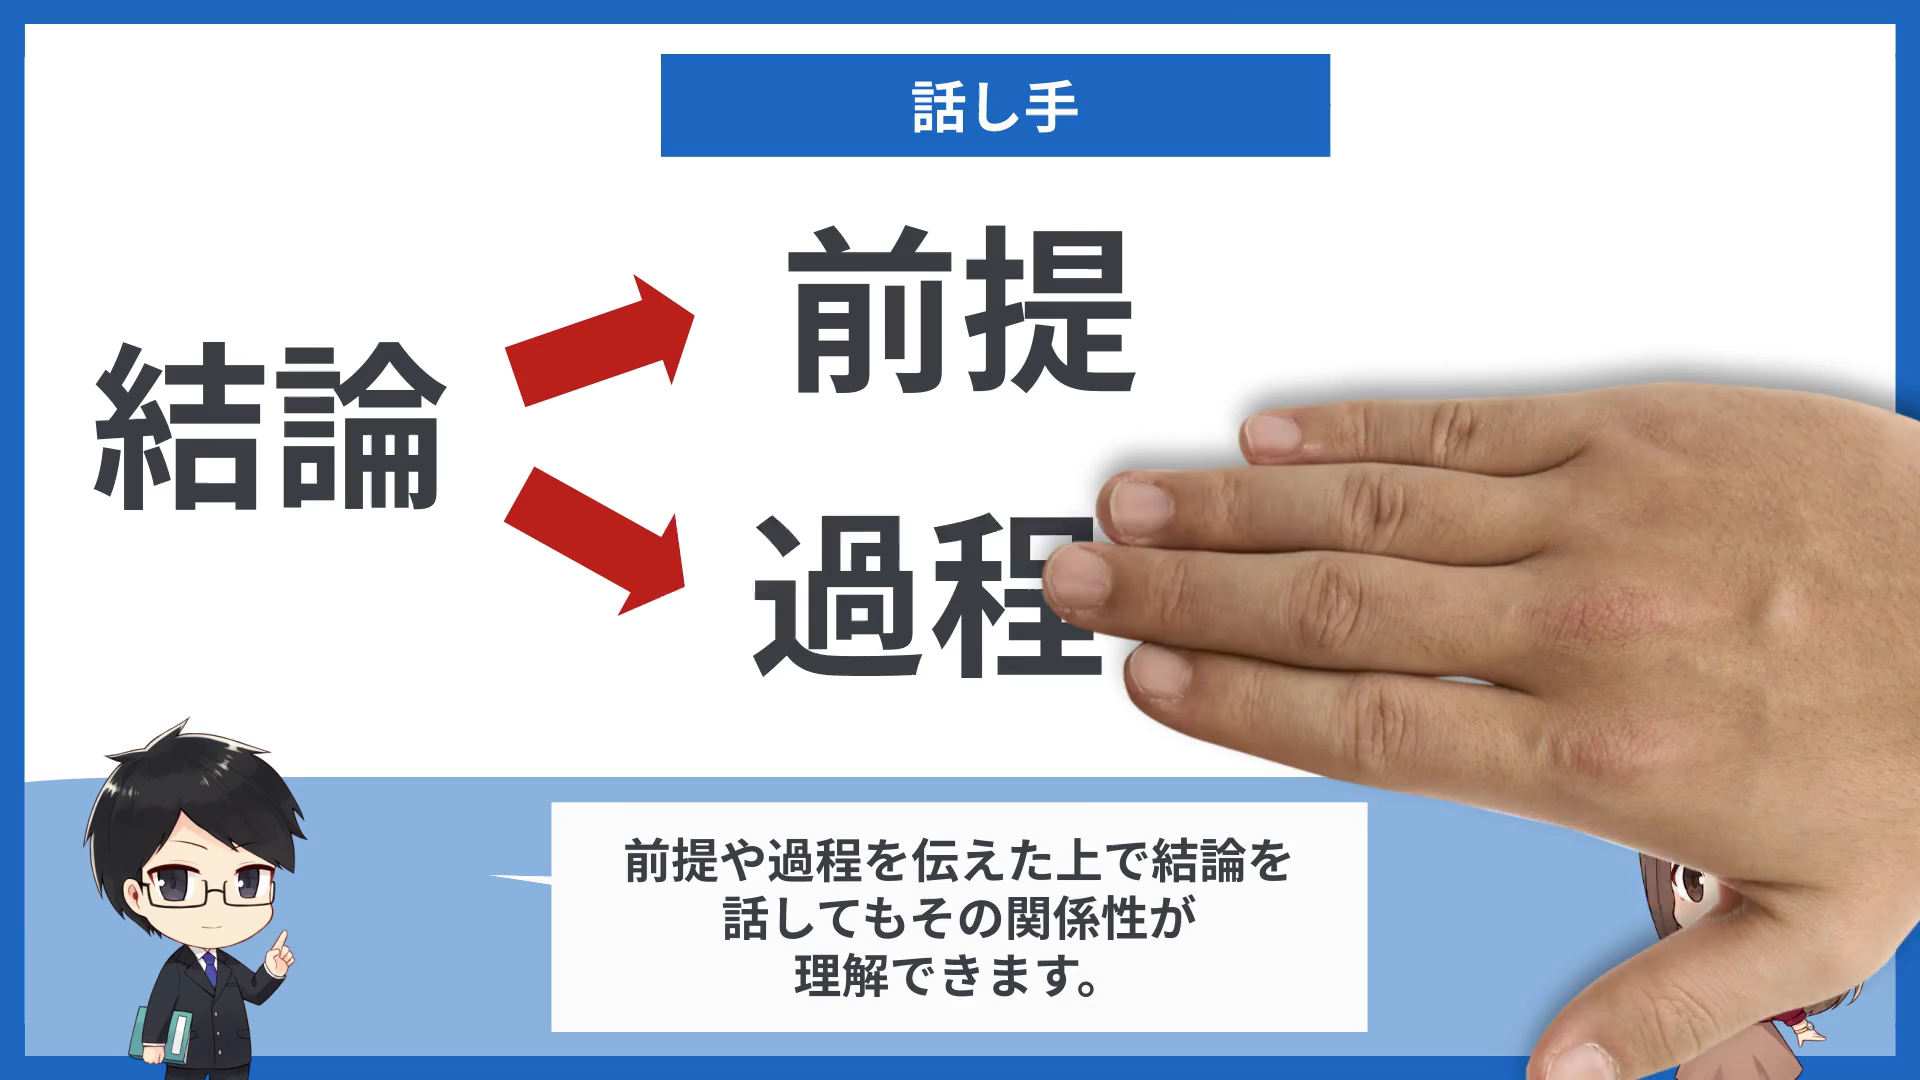 話し手
結論
前提
過程
前提や過程を伝えた上で結論を
話してもその関係性が
理解できます。